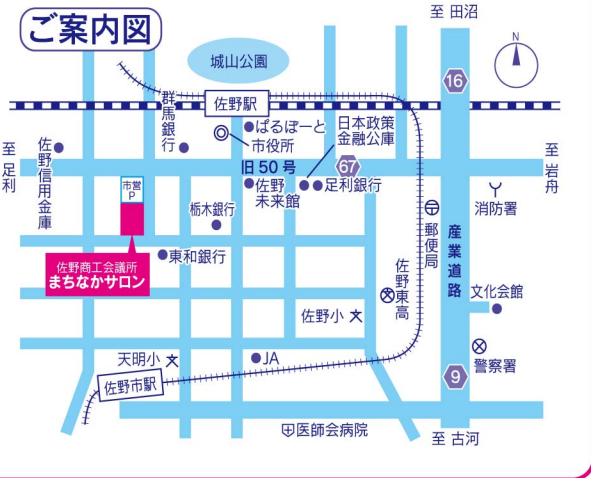 ご案内図
至 田沼
N
城山公園
16
佐野駅
群馬銀行
ぱるぽーと
市役所
日本政策
金融公庫
至 足利
佐野信用金庫
旧50号
67
至 岩舟
市営
P
佐野
未来館
足利銀行
消防署
栃木銀行
郵便局
産業道路
東和銀行
佐野商工会議所
まちなかサロン
佐野東高
文化会館
佐野小 文
天明小 文
JA
警察署
佐野市駅
9
医師会病院
至 古河